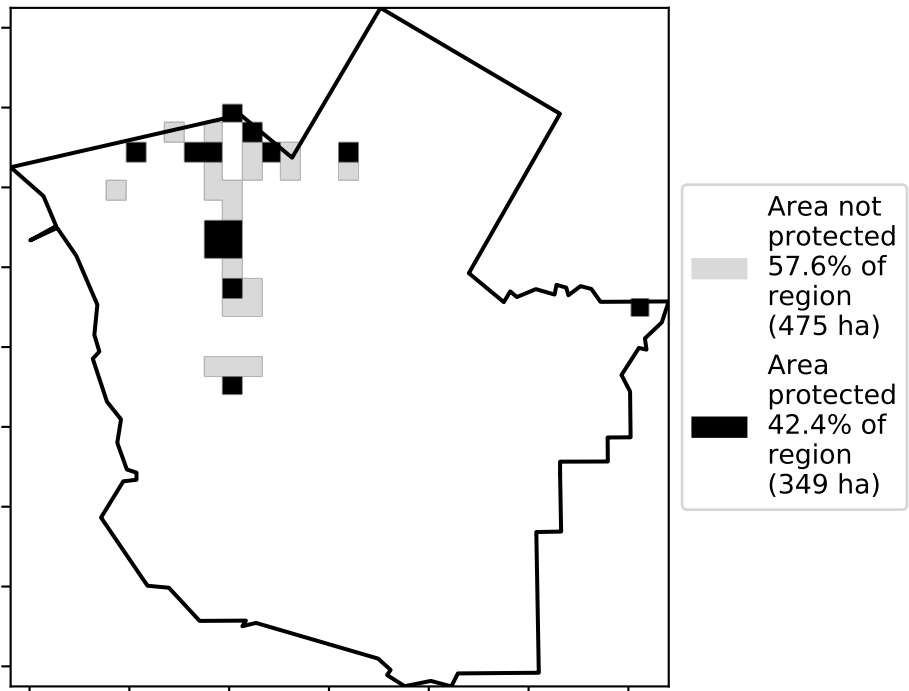 Area not
protected
57.6% of
region
(475 ha)
Area
protected
42.4% of
region
(349 ha)